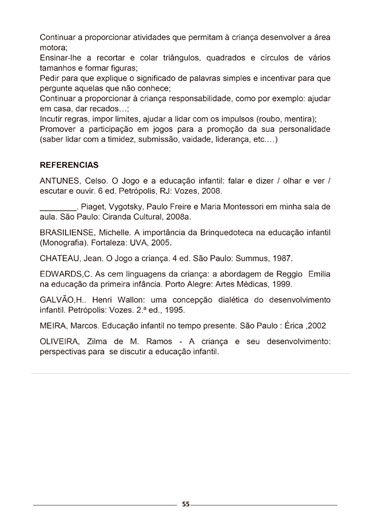 Continuar a proporcionar atividades que permitam à criança desenvolver a área
motora;
Ensinar-lhe a recortar e colar triângulos, quadrados e círculos de vários
tamanhos e formar figuras;
Pedir para que explique o significado de palavras simples e incentivar para que
pergunte aquelas que não conhece;
Continuar a proporcionar à criança responsabilidade, como por exemplo: ajudar
em casa, dar recados…;
Incutir regras, impor limites, ajudar a lidar com os impulsos (roubo, mentira);
Promover a participação em jogos para a promoção da sua personalidade
(saber lidar com a timidez, submissão, vaidade, liderança, etc.…)
REFERENCIAS
ANTUNES, Celso. O Jogo e a educação infantil: falar e dizer / olhar e ver /
escutar e ouvir. 6 ed. Petrópolis, RJ: Vozes, 2008.
________, Piaget, Vygotsky, Paulo Freire e Maria Montessori em minha sala de
aula. São Paulo: Ciranda Cultural, 2008a.
BRASILIENSE, Michelle. A importância da Brinquedoteca na educação infantil
(Monografia). Fortaleza: UVA, 2005.
CHATEAU, Jean. O Jogo a criança. 4 ed. São Paulo: Summus, 1987.
EDWARDS,C. As cem linguagens da criança: a abordagem de Reggio Emilia
na educação da primeira infância. Porto Alegre: Artes Médicas, 1999.
GALVÃO,H.. Henri Wallon: uma concepção dialética do desenvolvimento
infantil. Petrópolis: Vozes. 2.ª ed., 1995.
MEIRA, Marcos. Educação infantil no tempo presente. São Paulo : Érica ,2002
OLIVEIRA, Zilma de M. Ramos - A criança e seu desenvolvimento:
perspectivas para se discutir a educação infantil.
55